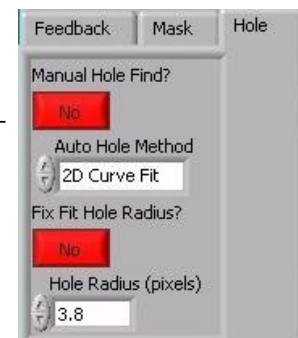 Feedback Mask Hole
Manual Hole Find?
No
Auto Hole Method
2D Curve Fit
Fix Fit Hole Radius?
No
Hole Radius (pixels)
3.8